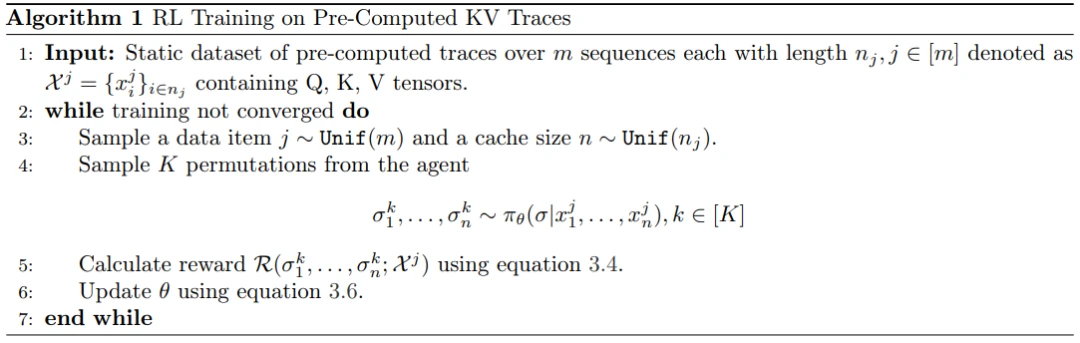 Algorithm 1 RL Training on Pre-Computed KV Traces
1: Input: Static dataset of pre-computed traces over m sequences each with length n_j, j ∈ [m] denoted as
𝒳^j = {x_i^j}_{i∈n_j} containing Q, K, V tensors.
2: while training not converged do
3: Sample a data item j ∼ Unif(m) and a cache size n ∼ Unif(n_j).
4: Sample K permutations from the agent
σ_1^k, . . . , σ_n^k ∼ π_θ(σ|x_1^j, . . . , x_n^j), k ∈ [K]
5: Calculate reward ℛ(σ_1^k, . . . , σ_n^k; 𝒳^j) using equation 3.4.
6: Update θ using equation 3.6.
7: end while